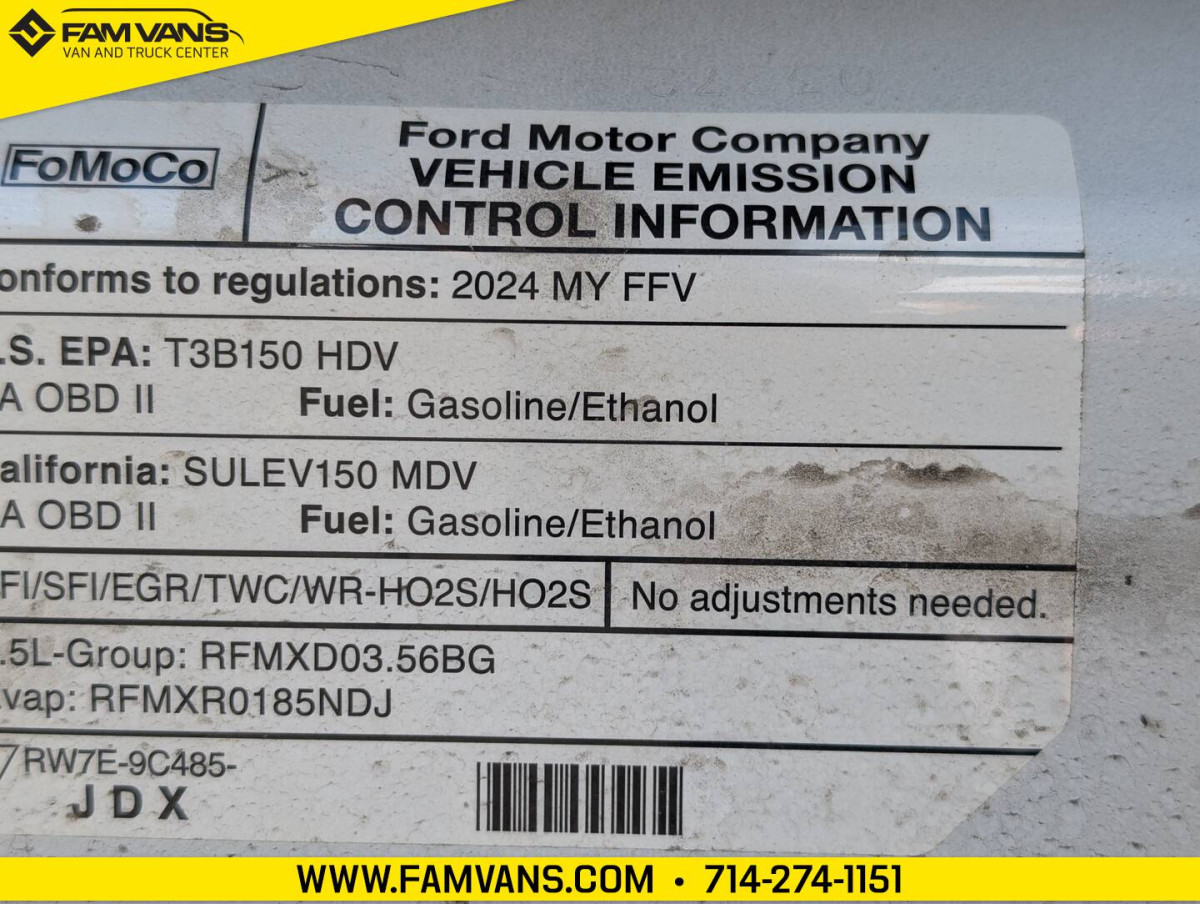 FAM VANS
VAN AND TRUCK CENTER
FoMoCo
Ford Motor Company
VEHICLE EMISSION
CONTROL INFORMATION
onforms to regulations: 2024 MY FFV
.S. EPA: T3B150 HDV
A OBD II Fuel: Gasoline/Ethanol
alifornia: SULEV150 MDV
A OBD II Fuel: Gasoline/Ethanol
FI/SFI/EGR/TWC/WR-HO2S/HO2S No adjustments needed.
.5L-Group: RFMXD03.56BG
vap: RFMXR0185NDJ
RW7E-9C485-
JDX
WWW.FAMVANS.COM • 714-274-1151